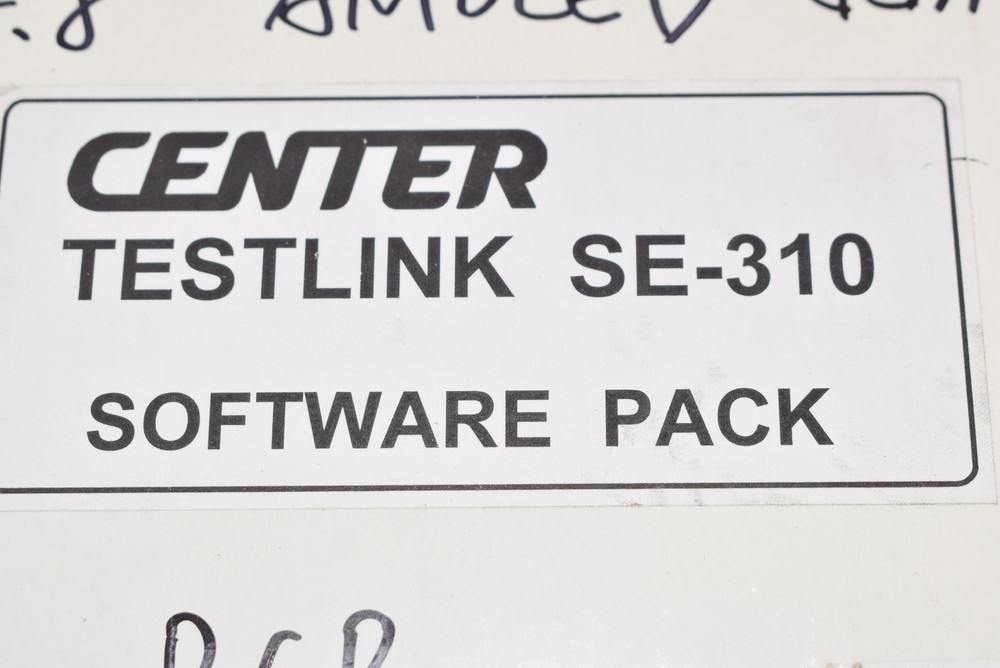 CENTER
TESTLINK SE-310
SOFTWARE PACK